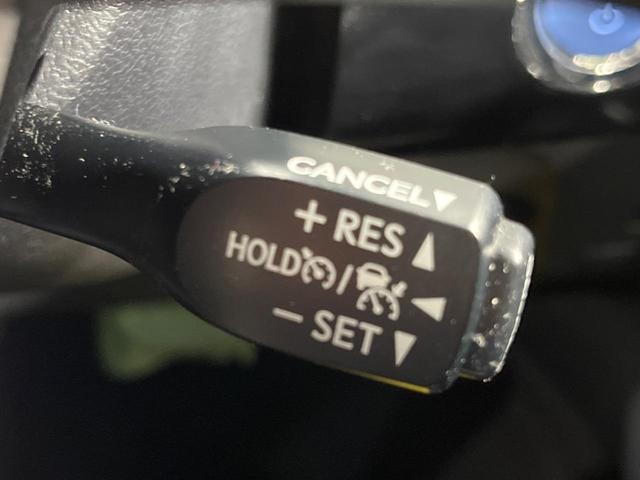 CANCEL▼
+ RES ▲
HOLD / ◀
− SET ▼